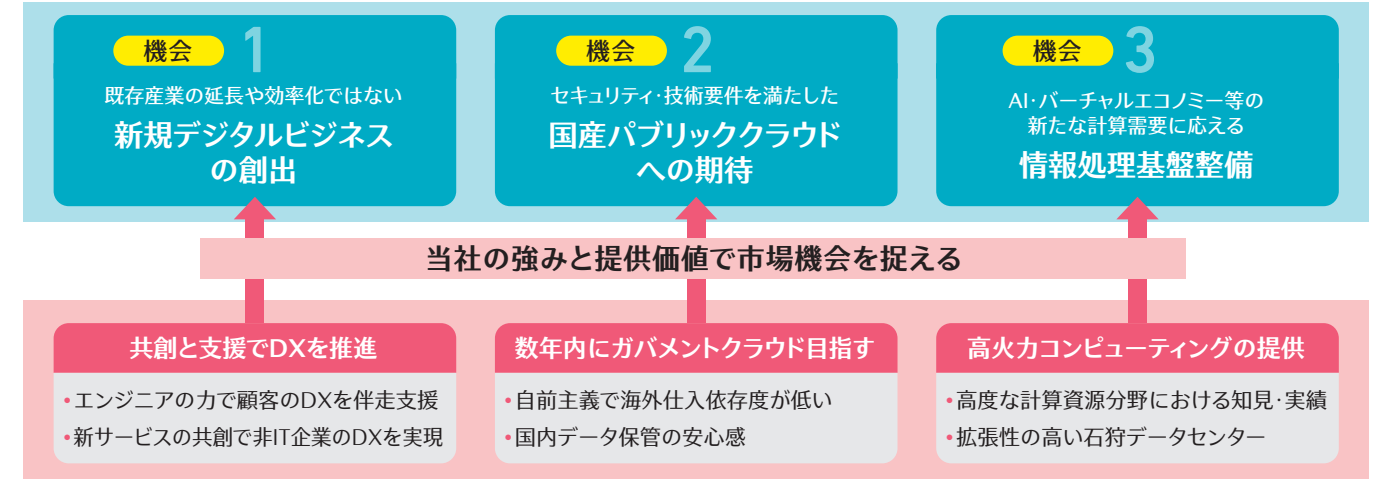 機会 1
既存産業の延長や効率化ではない
新規デジタルビジネス
の創出
機会 2
セキュリティ・技術要件を満たした
国産パブリッククラウド
への期待
機会 3
AI・バーチャルエコノミー等の
新たな計算需要に応える
情報処理基盤整備
当社の強みと提供価値で市場機会を捉える
共創と支援でDXを推進
•エンジニアの力で顧客のDXを伴走支援
•新サービスの共創で非IT企業のDXを実現
数年内にガバメントクラウド目指す
•自前主義で海外仕入依存度が低い
•国内データ保管の安心感
高火力コンピューティングの提供
•高度な計算資源分野における知見・実績
•拡張性の高い石狩データセンター